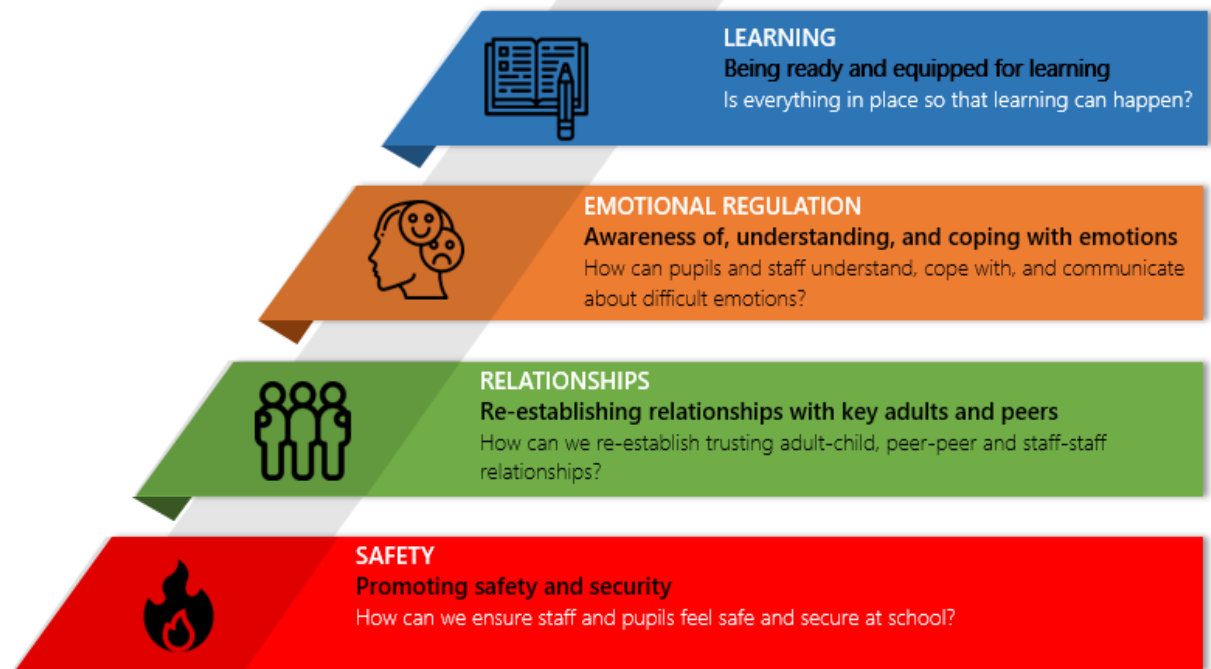 LEARNING
Being ready and equipped for learning
Is everything in place so that learning can happen?
EMOTIONAL REGULATION
Awareness of, understanding, and coping with emotions
How can pupils and staff understand, cope with, and communicate
about difficult emotions?
RELATIONSHIPS
Re-establishing relationships with key adults and peers
How can we re-establish trusting adult-child, peer-peer and staff-staff
relationships?
SAFETY
Promoting safety and security
How can we ensure staff and pupils feel safe and secure at school?